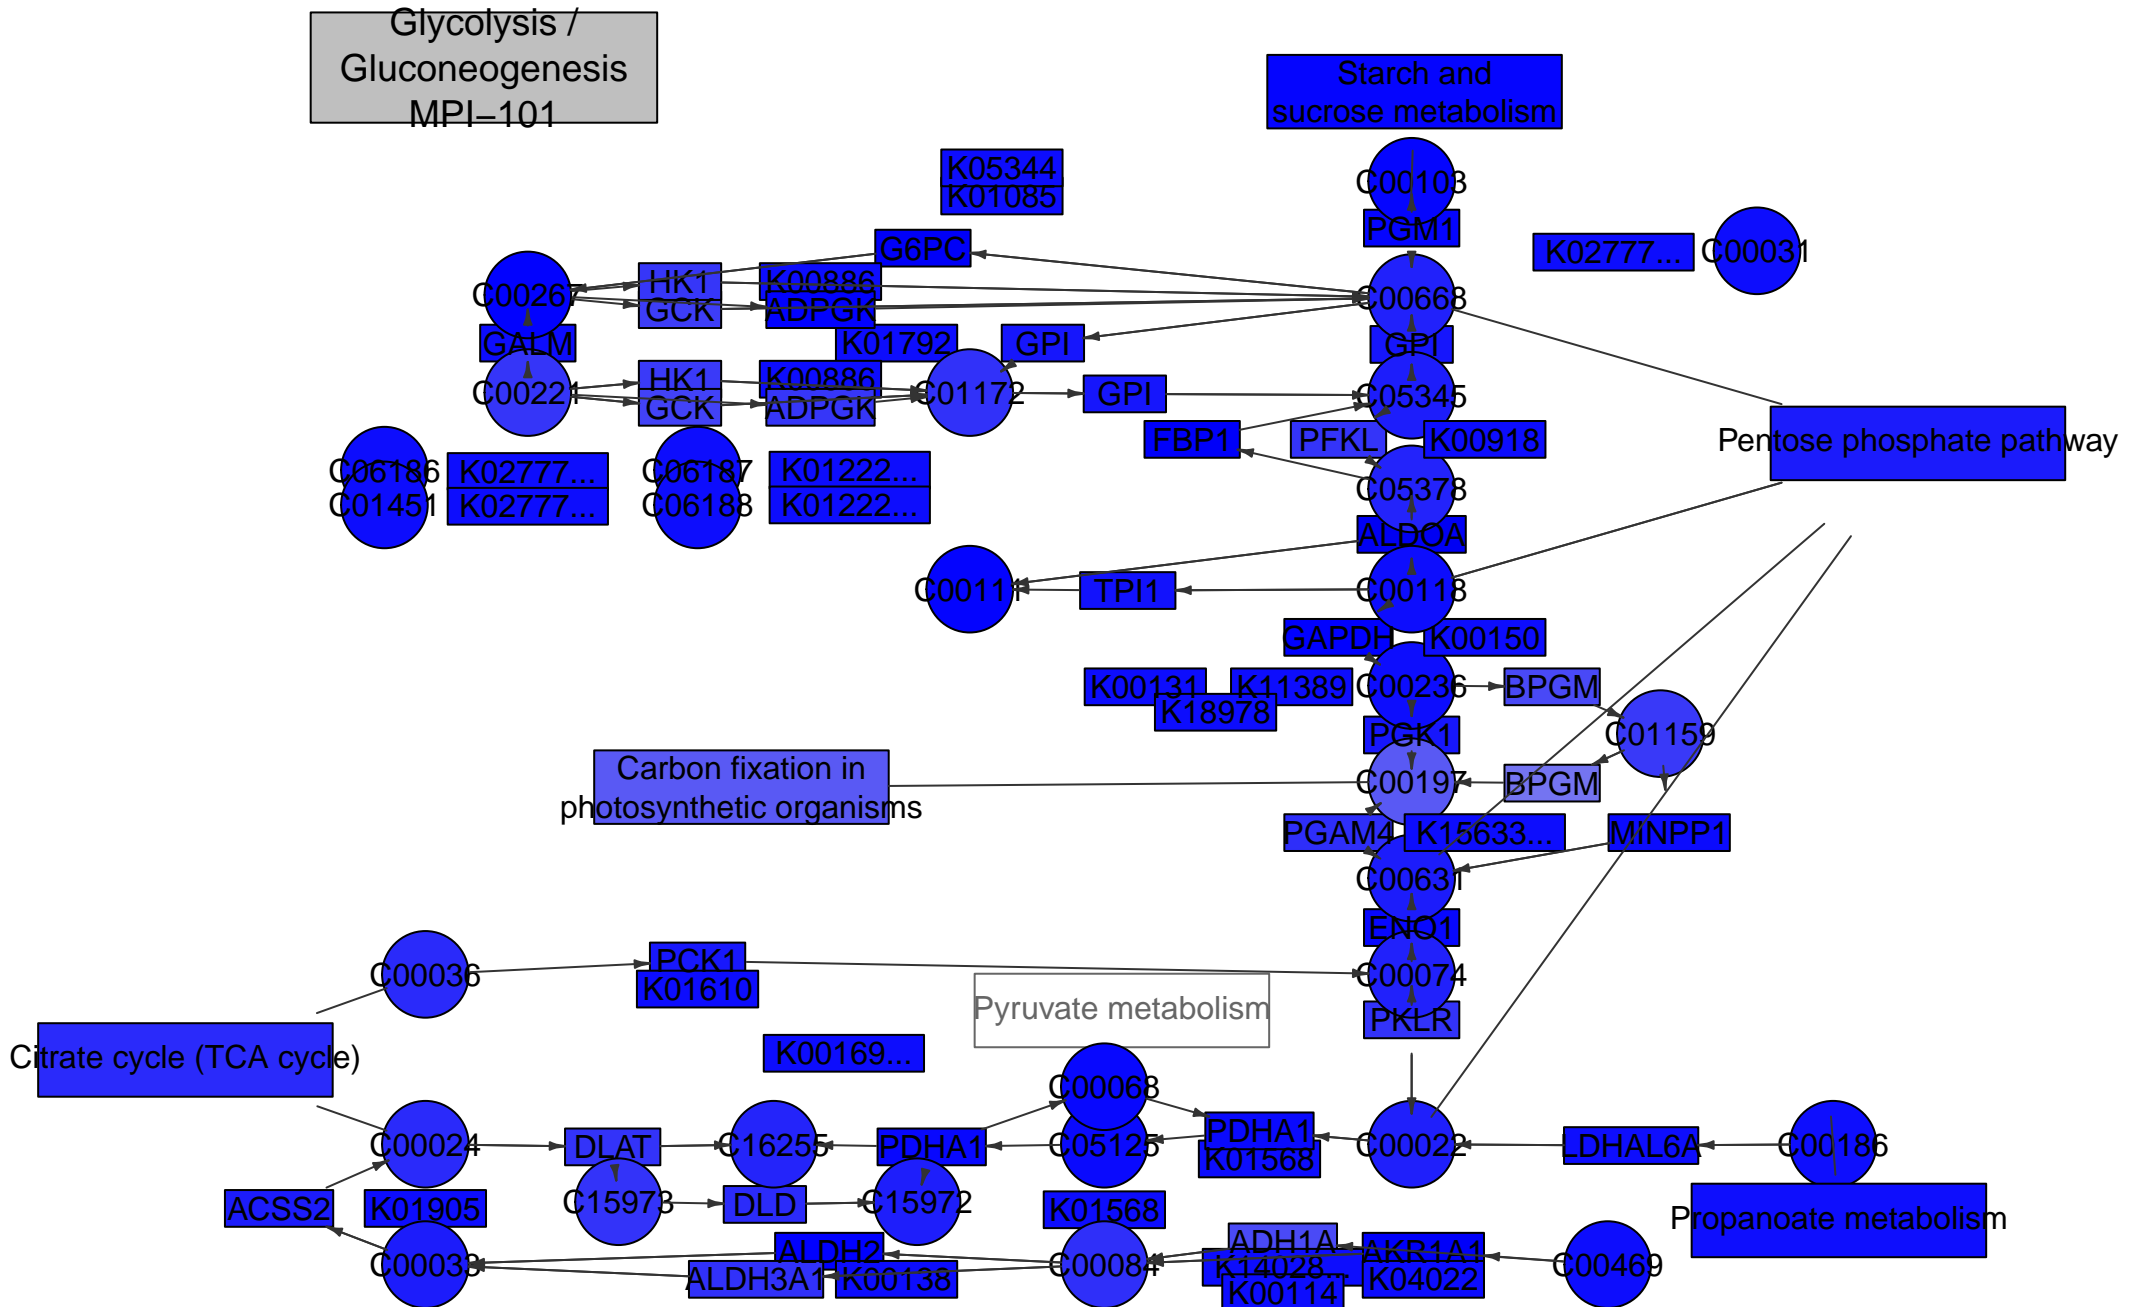 Glycolysis /
Gluconeogenesis
MPI–101
Starch and
sucrose metabolism
K05344
K01085
C00103
PGM1
G6PC
K02777...
C00031
C00267
HK1
K00886
GCK
ADPGK
C00668
GALM
K01792
GPI
GPI
C00221
HK1
K00886
GCK
ADPGK
C01172
GPI
C05345
FBP1
PFKL
K00918
Pentose phosphate pathway
C06186
K02777...
C06187
K01222...
C05378
C01451
K02777...
C06188
K01222...
ALDOA
C00111
TPI1
C00118
GAPDH
K00150
K00131
K11389
C00236
BPGM
K18978
PGK1
C01159
Carbon fixation in
photosynthetic organisms
C00197
BPGM
PGAM4
K15633...
MINPP1
C00631
ENO1
C00036
PCK1
K01610
C00074
Pyruvate metabolism
PKLR
Citrate cycle (TCA cycle)
K00169...
C00068
C00024
DLAT
C16255
PDHA1
C05125
PDHA1
K01568
C00022
LDHAL6A
C00186
C15973
DLD
C15972
ACSS2
K01905
K01568
Propanoate metabolism
C00033
ALDH2
ALDH3A1
K00138
C00084
ADH1A
K14028...
K00114
AKR1A1
K04022
C00469